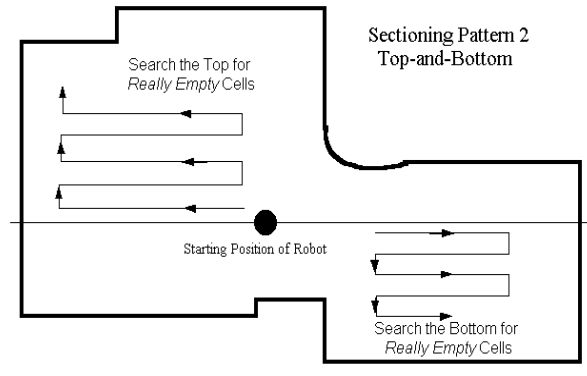 Sectioning Pattern 2
Top-and-Bottom
Search the Top for
Really Empty Cells
Starting Position of Robot
Search the Bottom for
Really Empty Cells